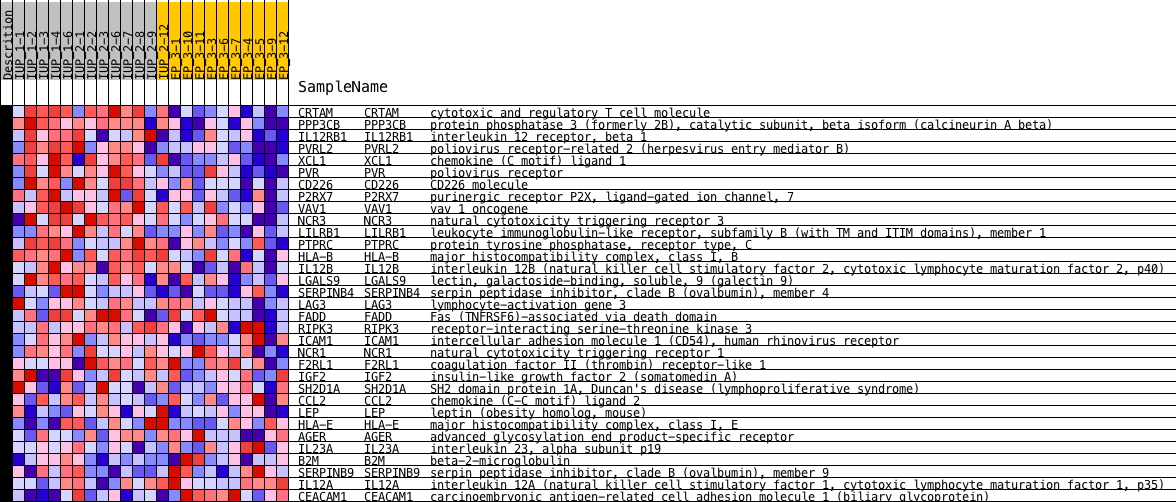 Descrition
IUP_1-1
IUP_1-2
IUP_1-3
IUP_1-4
IUP_1-6
IUP_2-1
IUP_2-2
IUP_2-3
IUP_2-6
IUP_2-7
IUP_2-8
IUP_2-9
IUP_2-12
EP_3-1
EP_3-10
EP_3-11
EP_3-3
EP_3-6
EP_3-7
EP_3-4
EP_3-5
EP_3-9
EP_3-12
SampleName
CRTAM CRTAM cytotoxic and regulatory T cell molecule
PPP3CB PPP3CB protein phosphatase 3 (formerly 2B), catalytic subunit, beta isoform (calcineurin A beta)
IL12RB1 IL12RB1 interleukin 12 receptor, beta 1
PVRL2 PVRL2 poliovirus receptor-related 2 (herpesvirus entry mediator B)
XCL1 XCL1 chemokine (C motif) ligand 1
PVR PVR poliovirus receptor
CD226 CD226 CD226 molecule
P2RX7 P2RX7 purinergic receptor P2X, ligand-gated ion channel, 7
VAV1 VAV1 vav 1 oncogene
NCR3 NCR3 natural cytotoxicity triggering receptor 3
LILRB1 LILRB1 leukocyte immunoglobulin-like receptor, subfamily B (with TM and ITIM domains), member 1
PTPRC PTPRC protein tyrosine phosphatase, receptor type, C
HLA-B HLA-B major histocompatibility complex, class I, B
IL12B IL12B interleukin 12B (natural killer cell stimulatory factor 2, cytotoxic lymphocyte maturation factor 2, p40)
LGALS9 LGALS9 lectin, galactoside-binding, soluble, 9 (galectin 9)
SERPINB4 SERPINB4 serpin peptidase inhibitor, clade B (ovalbumin), member 4
LAG3 LAG3 lymphocyte-activation gene 3
FADD FADD Fas (TNFRSF6)-associated via death domain
RIPK3 RIPK3 receptor-interacting serine-threonine kinase 3
ICAM1 ICAM1 intercellular adhesion molecule 1 (CD54), human rhinovirus receptor
NCR1 NCR1 natural cytotoxicity triggering receptor 1
F2RL1 F2RL1 coagulation factor II (thrombin) receptor-like 1
IGF2 IGF2 insulin-like growth factor 2 (somatomedin A)
SH2D1A SH2D1A SH2 domain protein 1A, Duncan's disease (lymphoproliferative syndrome)
CCL2 CCL2 chemokine (C-C motif) ligand 2
LEP LEP leptin (obesity homolog, mouse)
HLA-E HLA-E major histocompatibility complex, class I, E
AGER AGER advanced glycosylation end product-specific receptor
IL23A IL23A interleukin 23, alpha subunit p19
B2M B2M beta-2-microglobulin
SERPINB9 SERPINB9 serpin peptidase inhibitor, clade B (ovalbumin), member 9
IL12A IL12A interleukin 12A (natural killer cell stimulatory factor 1, cytotoxic lymphocyte maturation factor 1, p35)
CEACAM1 CEACAM1 carcinoembryonic antigen-related cell adhesion molecule 1 (biliary glycoprotein)